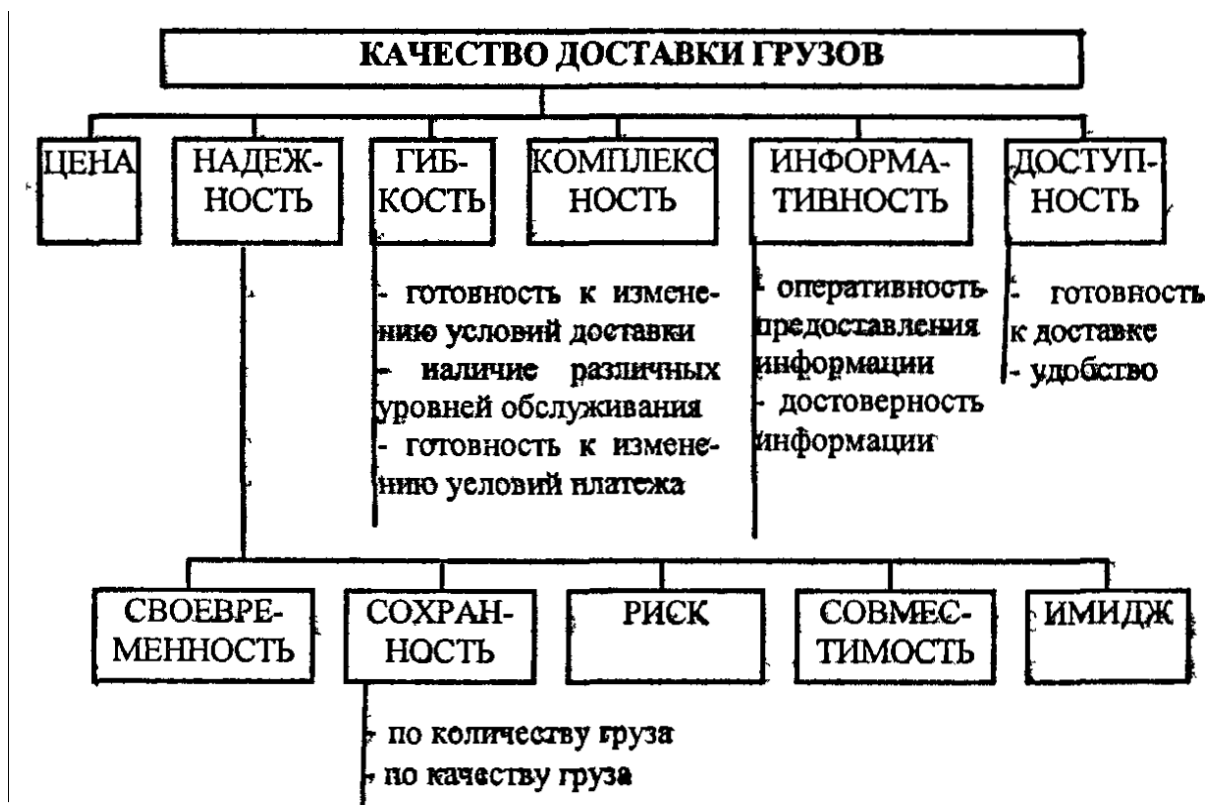 КАЧЕСТВО ДОСТАВКИ ГРУЗОВ
ЦЕНА
НАДЕЖ-
НОСТЬ
ГИБ-
КОСТЬ
КОМПЛЕКС
НОСТЬ
ИНФОРМА-
ТИВНОСТЬ
ДОСТУП-
НОСТЬ
- готовность к измене-
нию условий доставки
- наличие различных
уровней обслуживания
- готовность к измене-
нию условий платежа
- оперативность
предоставления
информации
- достоверность
информации
- готовность
к доставке
- удобство
СВОЕВРЕ-
МЕННОСТЬ
СОХРАН-
НОСТЬ
РИСК
СОВМЕС-
ТИМОСТЬ
ИМИДЖ
- по количеству груза
- по качеству груза